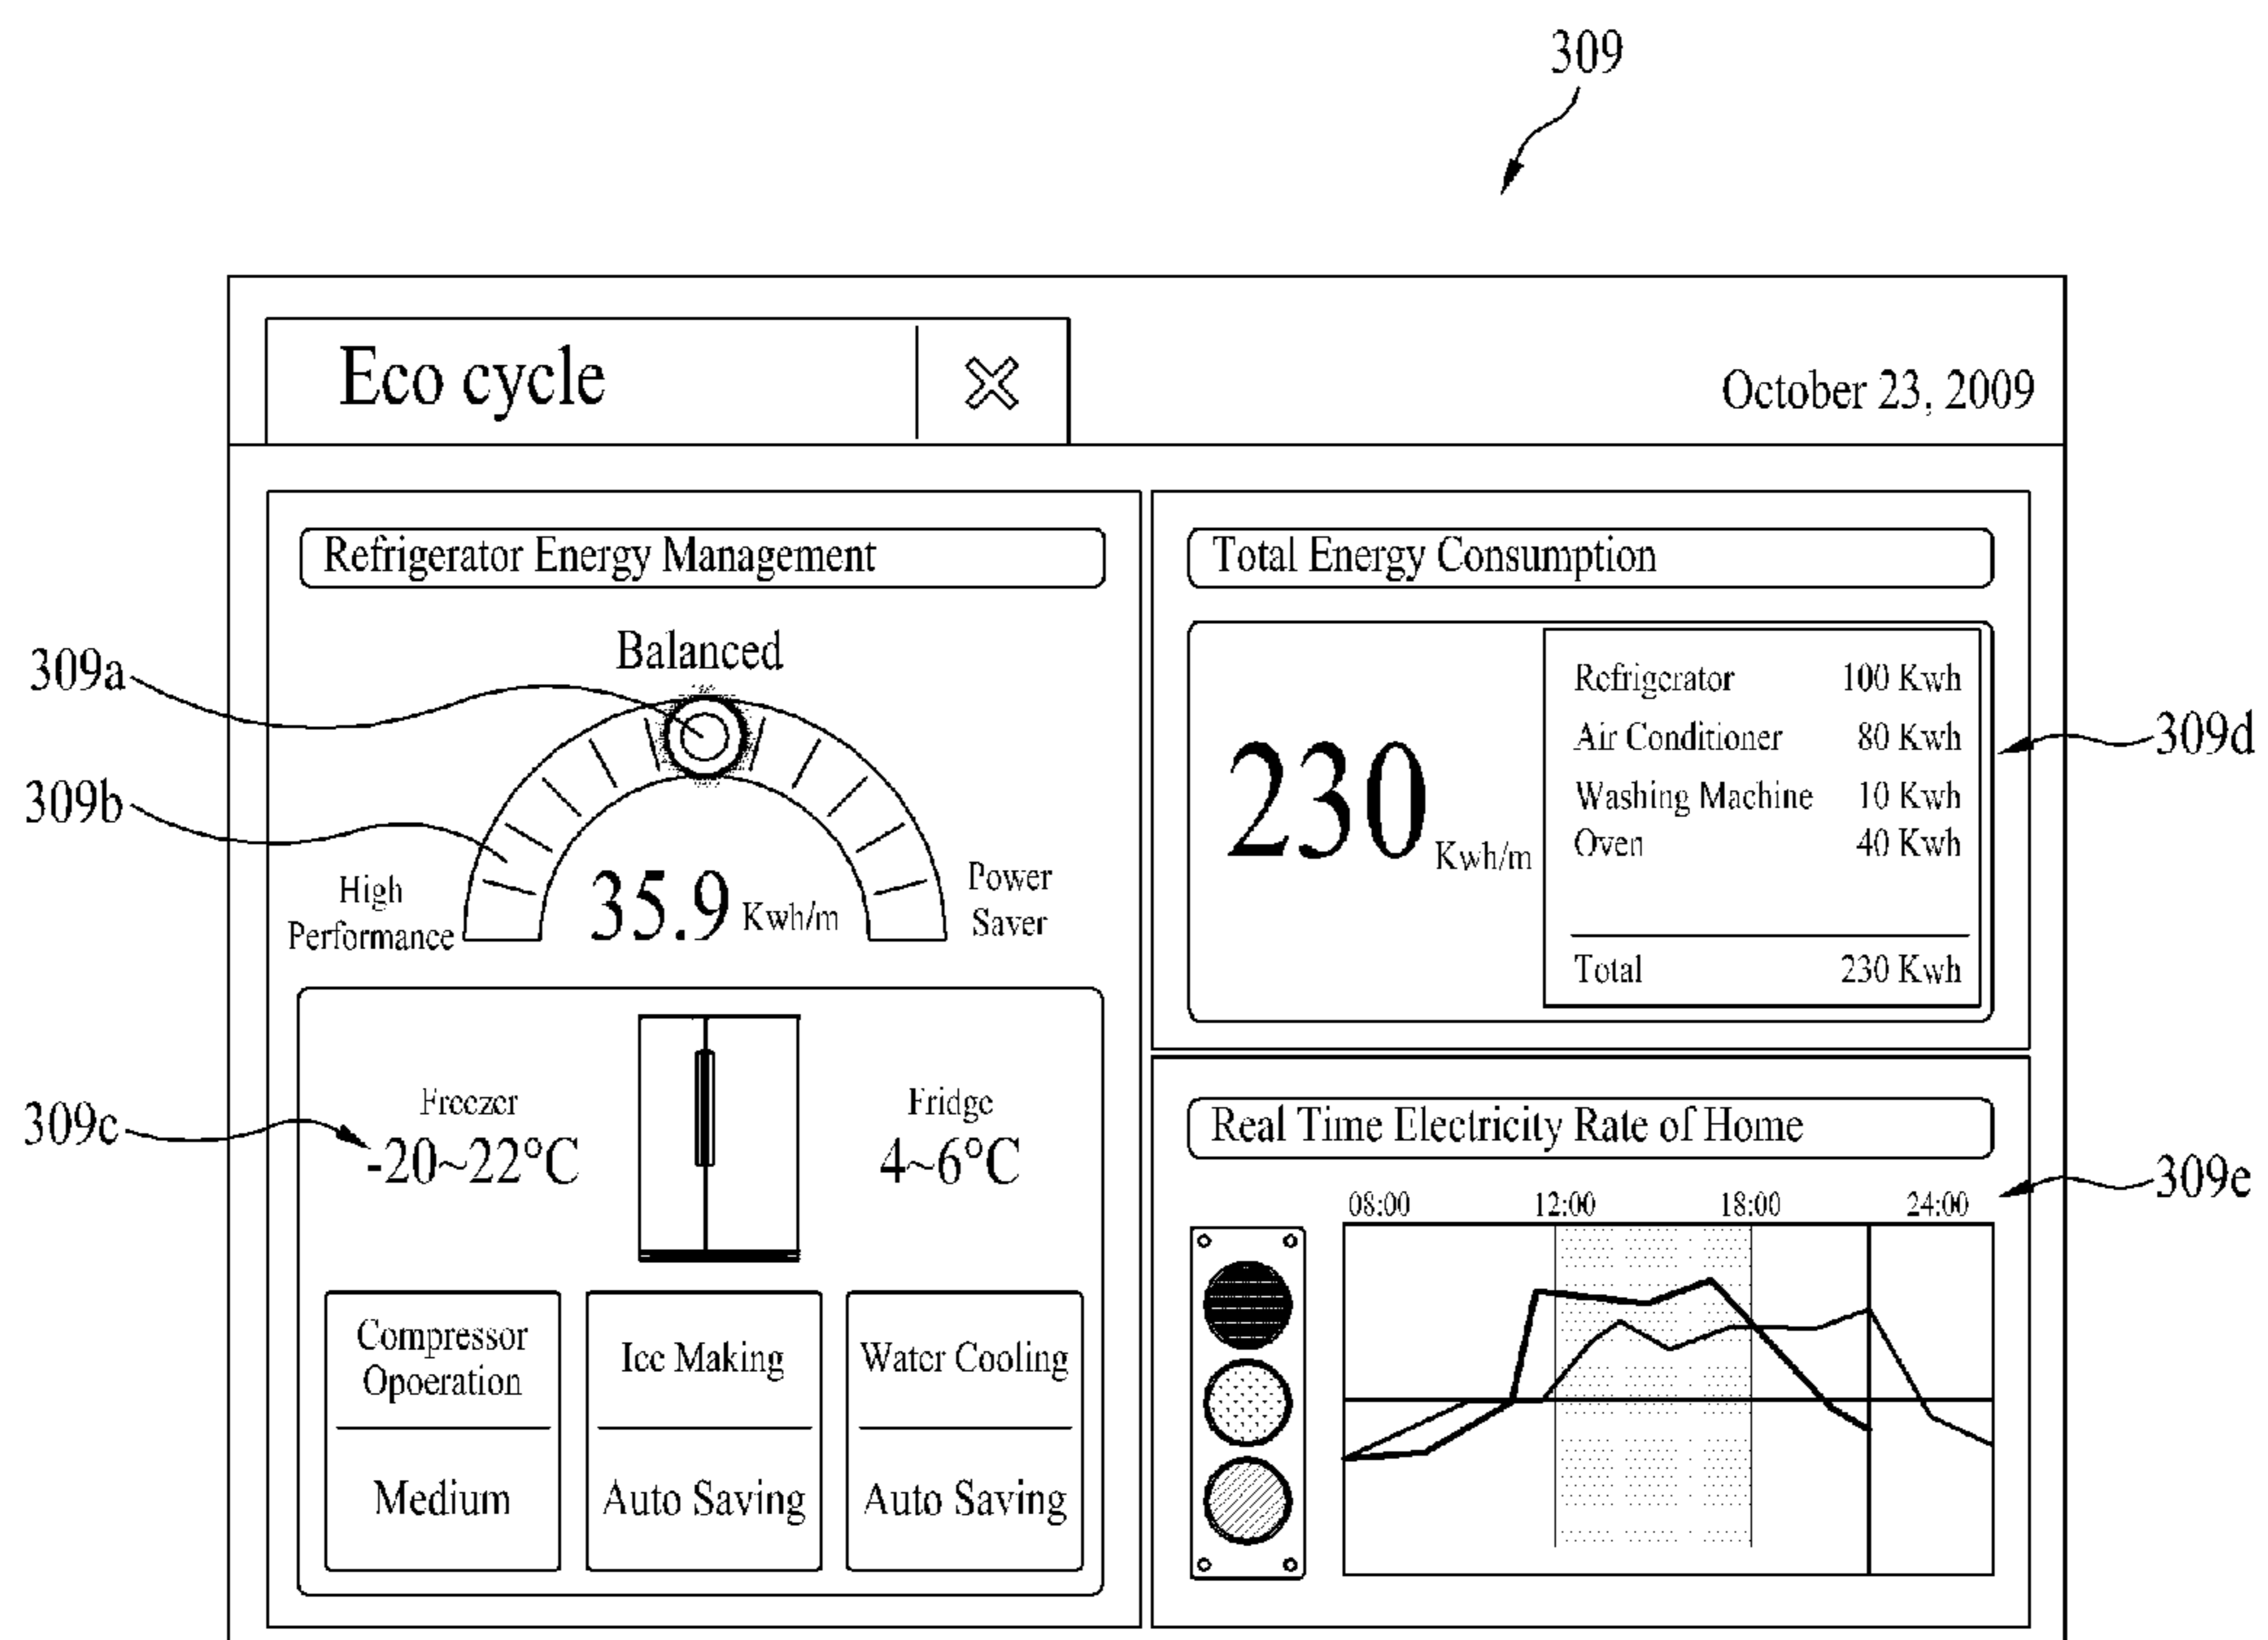 309
Eco cycle
October 23, 2009
Refrigerator Energy Management
309a
Balanced
309b
High
Performance
35.9 Kwh/m
Power
Saver
309c
Freezer
-20~22°C
Fridge
4~6°C
Compressor
Opoeration
Medium
Ice Making
Auto Saving
Water Cooling
Auto Saving
Total Energy Consumption
230 Kwh/m
Refrigerator 100 Kwh
Air Conditioner 80 Kwh
Washing Machine 10 Kwh
Oven 40 Kwh
Total 230 Kwh
309d
Real Time Electricity Rate of Home
309e
08:00 12:00 18:00 24:00